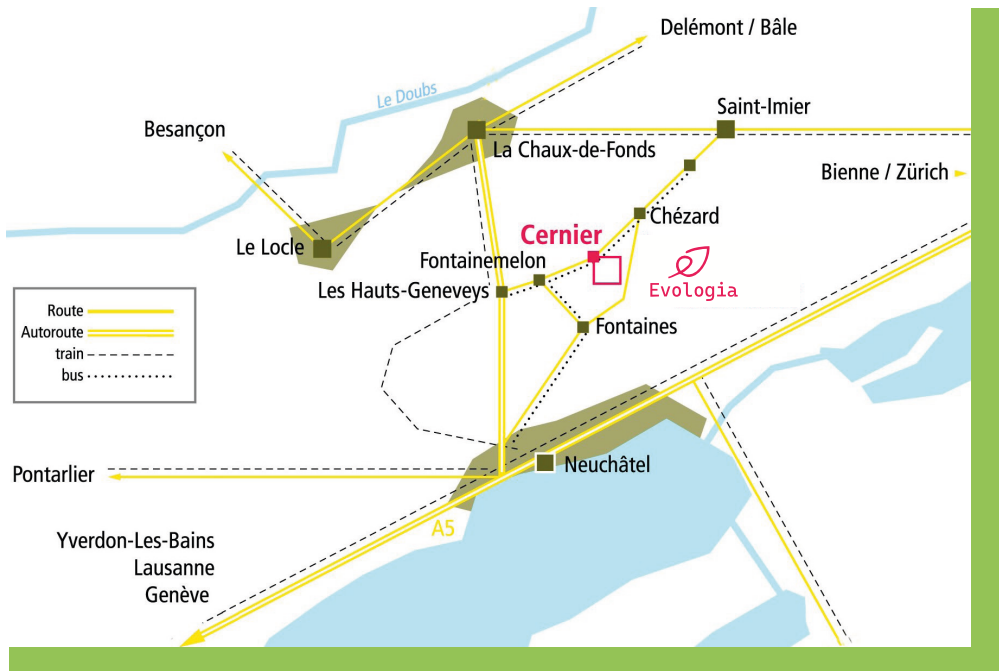 Delémont / Bâle
Le Doubs
Saint-Imier
Besançon
La Chaux-de-Fonds
Bienne / Zürich
Chézard
Cernier
Le Locle
Fontainemelon
Les Hauts-Geneveys
Evologia
Route
Autoroute
train
bus
Fontaines
Neuchâtel
Pontarlier
A5
Yverdon-Les-Bains
Lausanne
Genève